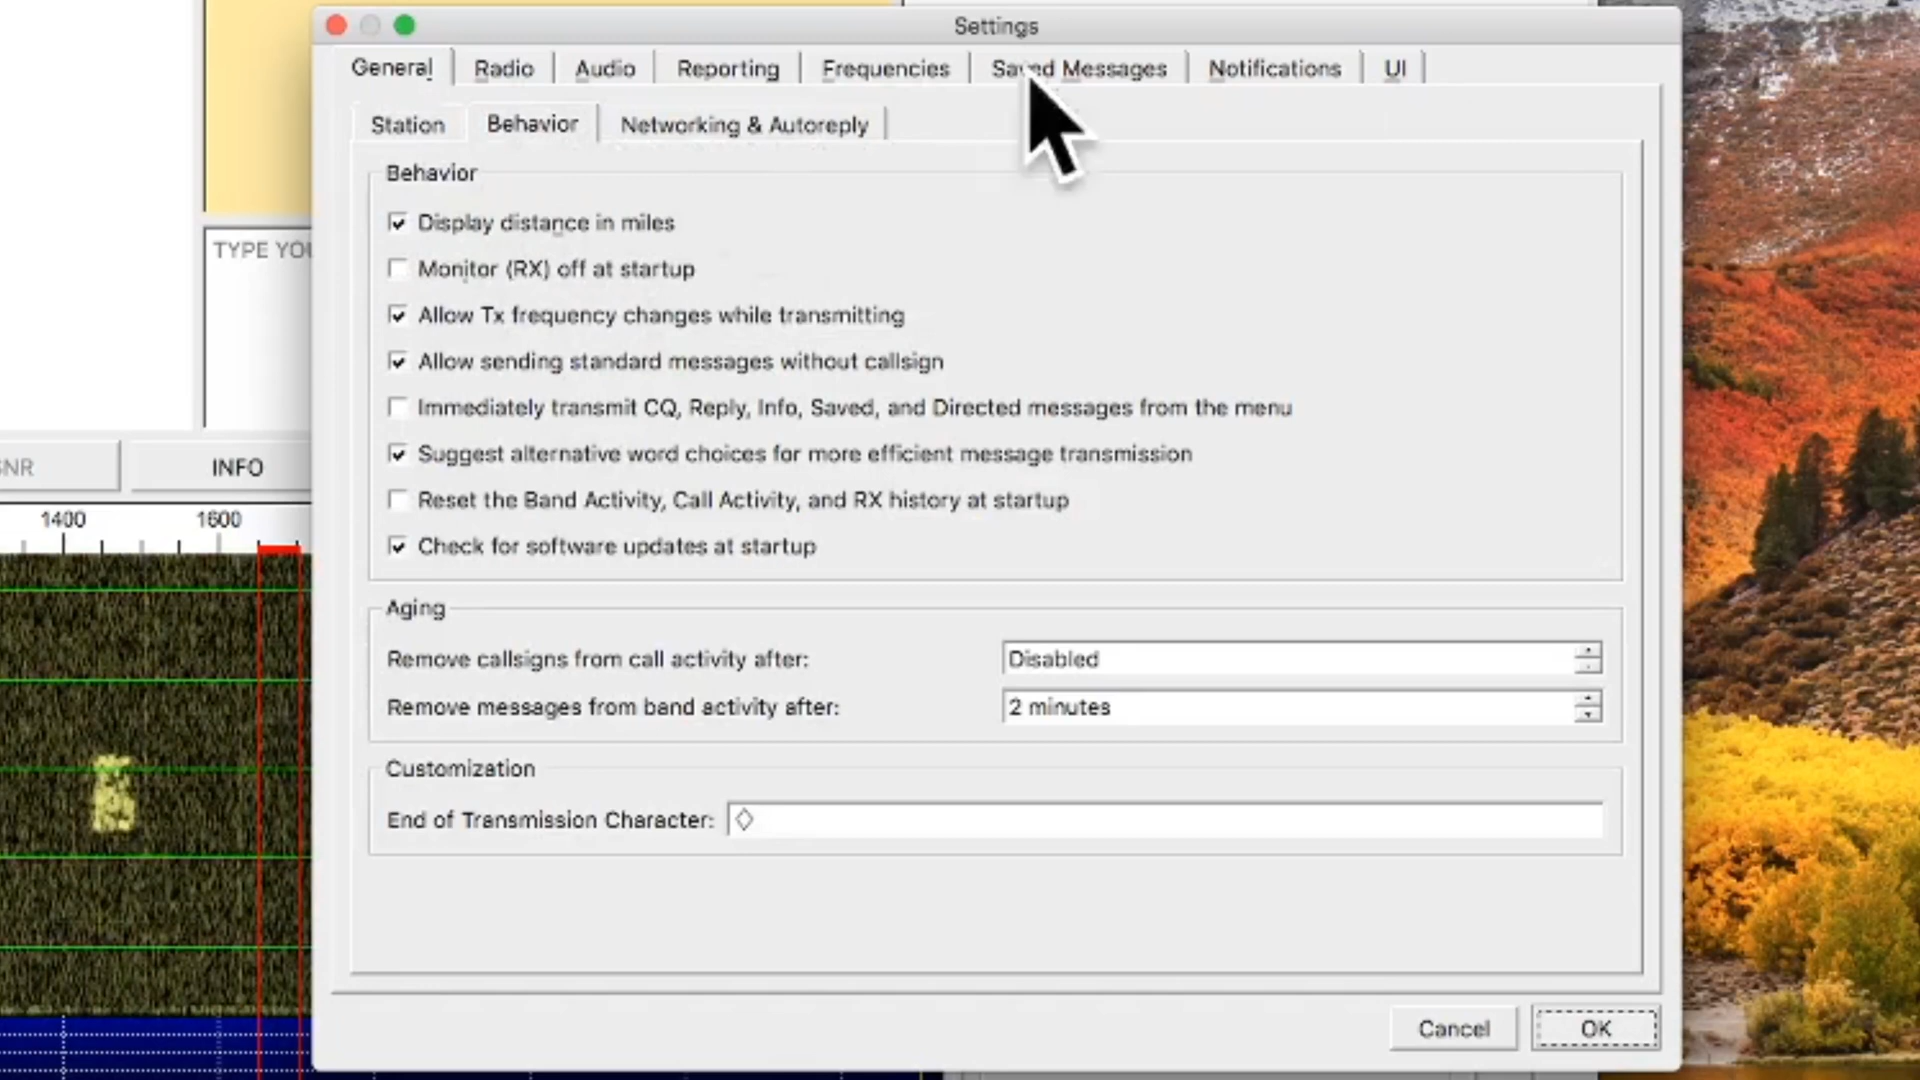 Settings
General Radio Audio Reporting Frequencies Saved Messages Notifications UI
Station Behavior Networking & Autoreply
Behavior
Display distance in miles
Monitor (RX) off at startup
Allow Tx frequency changes while transmitting
Allow sending standard messages without callsign
Immediately transmit CQ, Reply, Info, Saved, and Directed messages from the menu
Suggest alternative word choices for more efficient message transmission
Reset the Band Activity, Call Activity, and RX history at startup
Check for software updates at startup
Aging
Remove callsigns from call activity after: Disabled
Remove messages from band activity after: 2 minutes
Customization
End of Transmission Character: ◇
Cancel OK
TYPE YOU
SNR INFO
1400 1600